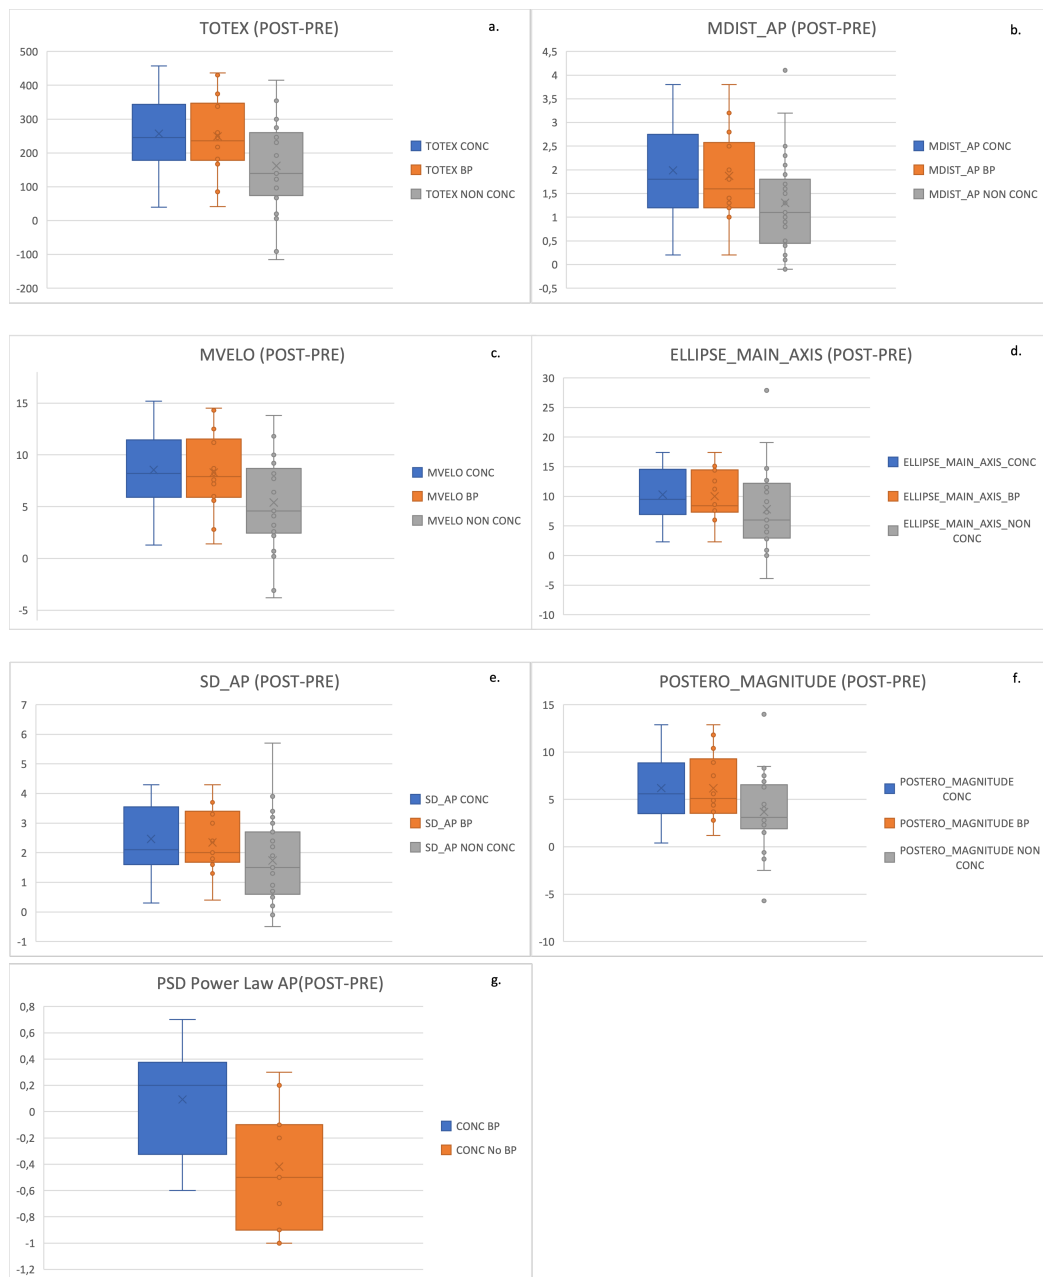 TOTEX (POST-PRE)
a.
500
400
300
200
100
0
-100
-200
TOTEX CONC
TOTEX BP
TOTEX NON CONC
MDIST_AP (POST-PRE)
b.
4,5
4
3,5
3
2,5
2
1,5
1
0,5
0
-0,5
MDIST_AP CONC
MDIST_AP BP
MDIST_AP NON CONC
MVELO (POST-PRE)
c.
15
10
5
0
-5
MVELO CONC
MVELO BP
MVELO NON CONC
ELLIPSE_MAIN_AXIS (POST-PRE)
d.
30
25
20
15
10
5
0
-5
-10
ELLIPSE_MAIN_AXIS_CONC
ELLIPSE_MAIN_AXIS_BP
ELLIPSE_MAIN_AXIS_NON
CONC
SD_AP (POST-PRE)
e.
7
6
5
4
3
2
1
0
-1
SD_AP CONC
SD_AP BP
SD_AP NON CONC
POSTERO_MAGNITUDE (POST-PRE)
f.
15
10
5
0
-5
-10
POSTERO_MAGNITUDE
CONC
POSTERO_MAGNITUDE BP
POSTERO_MAGNITUDE NON
CONC
PSD Power Law AP(POST-PRE)
g.
0,8
0,6
0,4
0,2
0
-0,2
-0,4
-0,6
-0,8
-1
-1,2
CONC BP
CONC No BP